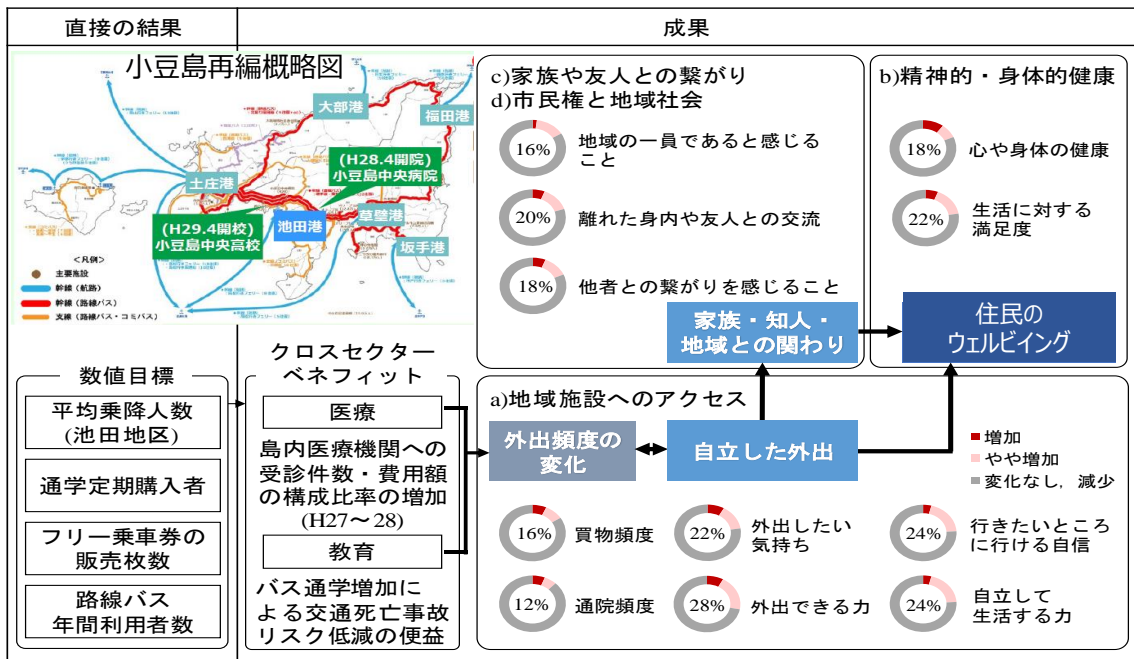 直接の結果
成果
小豆島再編概略図
大部港
福田港
(H28.4開院)
小豆島中央病院
土庄港
池田港
草壁港
(H29.4開校)
小豆島中央高校
坂手港
＜凡例＞
主要施設
幹線（航路）
幹線（路線バス）
支線（路線バス・コミバス）
c)家族や友人との繋がり
d)市民権と地域社会
16%
地域の一員であると感じる
こと
20%
離れた身内や友人との交流
18%
他者との繋がりを感じること
家族・知人・
地域との関わり
b)精神的・身体的健康
18%
心や身体の健康
22%
生活に対する
満足度
住民の
ウェルビイング
数値目標
平均乗降人数
(池田地区)
通学定期購入者
フリー乗車券の
販売枚数
路線バス
年間利用者数
クロスセクター
ベネフィット
医療
島内医療機関への
受診件数・費用額
の構成比率の増加
(H27～28)
教育
バス通学増加に
よる交通死亡事故
リスク低減の便益
a)地域施設へのアクセス
外出頻度の
変化
自立した外出
増加
やや増加
変化なし，減少
16%
買物頻度
22%
外出したい
気持ち
24%
行きたいところ
に行ける自信
12%
通院頻度
28%
外出できる力
24%
自立して
生活する力